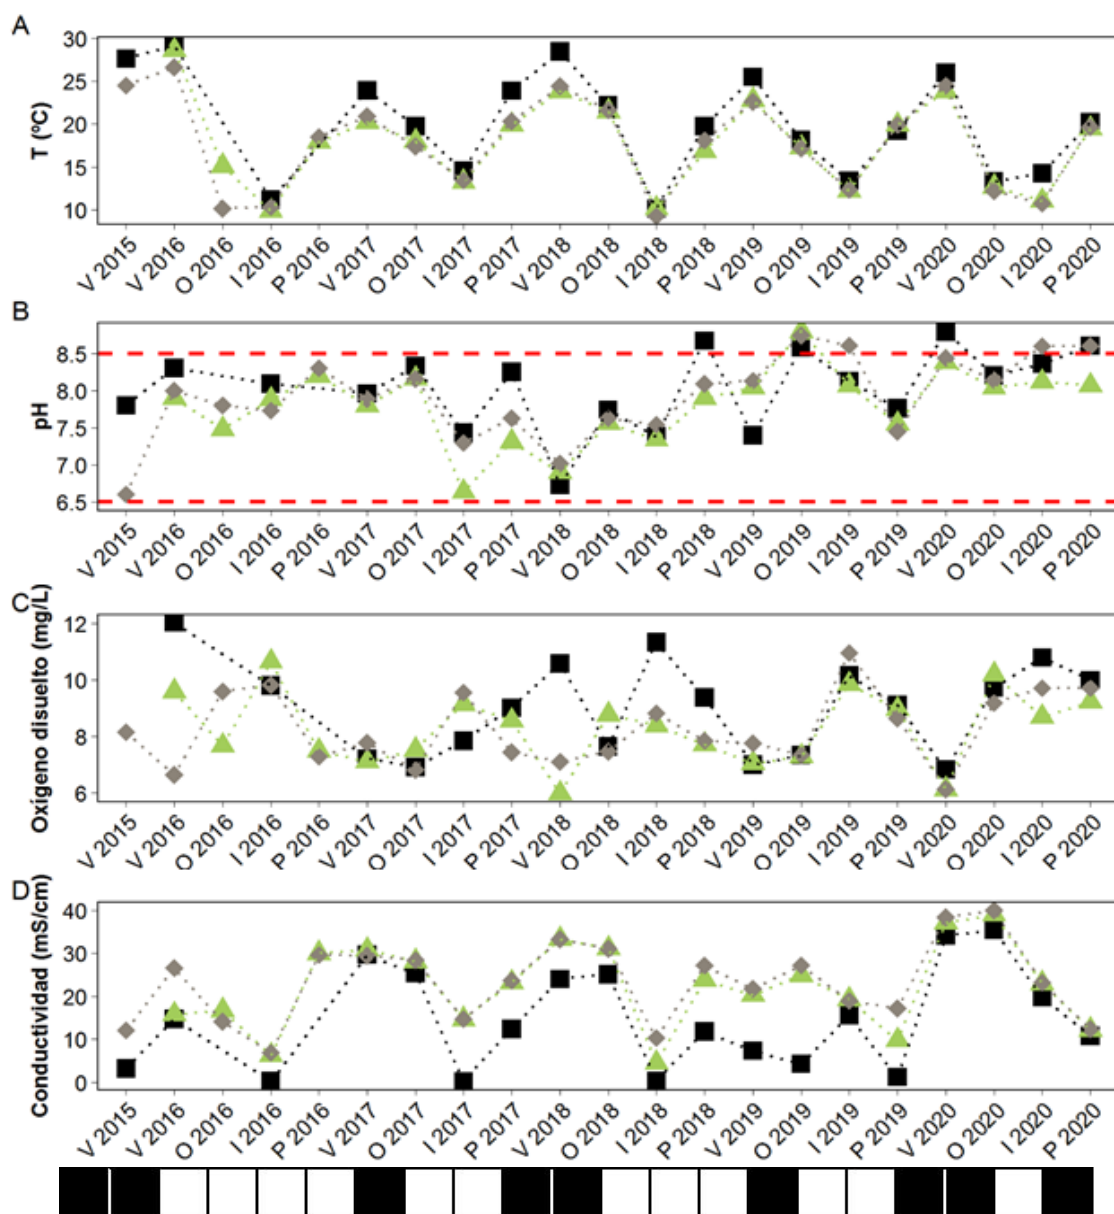 A
T (ºC)
30
25
20
15
10
V 2015 V 2016 O 2016 I 2016 P 2016 V 2017 O 2017 I 2017 P 2017 V 2018 O 2018 I 2018 P 2018 V 2019 O 2019 I 2019 P 2019 V 2020 O 2020 I 2020 P 2020
B
pH
8.5
8.0
7.5
7.0
6.5
V 2015 V 2016 O 2016 I 2016 P 2016 V 2017 O 2017 I 2017 P 2017 V 2018 O 2018 I 2018 P 2018 V 2019 O 2019 I 2019 P 2019 V 2020 O 2020 I 2020 P 2020
C
Oxígeno disuelto (mg/L)
12
10
8
6
V 2015 V 2016 O 2016 I 2016 P 2016 V 2017 O 2017 I 2017 P 2017 V 2018 O 2018 I 2018 P 2018 V 2019 O 2019 I 2019 P 2019 V 2020 O 2020 I 2020 P 2020
D
Conductividad (mS/cm)
40
30
20
10
0
V 2015 V 2016 O 2016 I 2016 P 2016 V 2017 O 2017 I 2017 P 2017 V 2018 O 2018 I 2018 P 2018 V 2019 O 2019 I 2019 P 2019 V 2020 O 2020 I 2020 P 2020